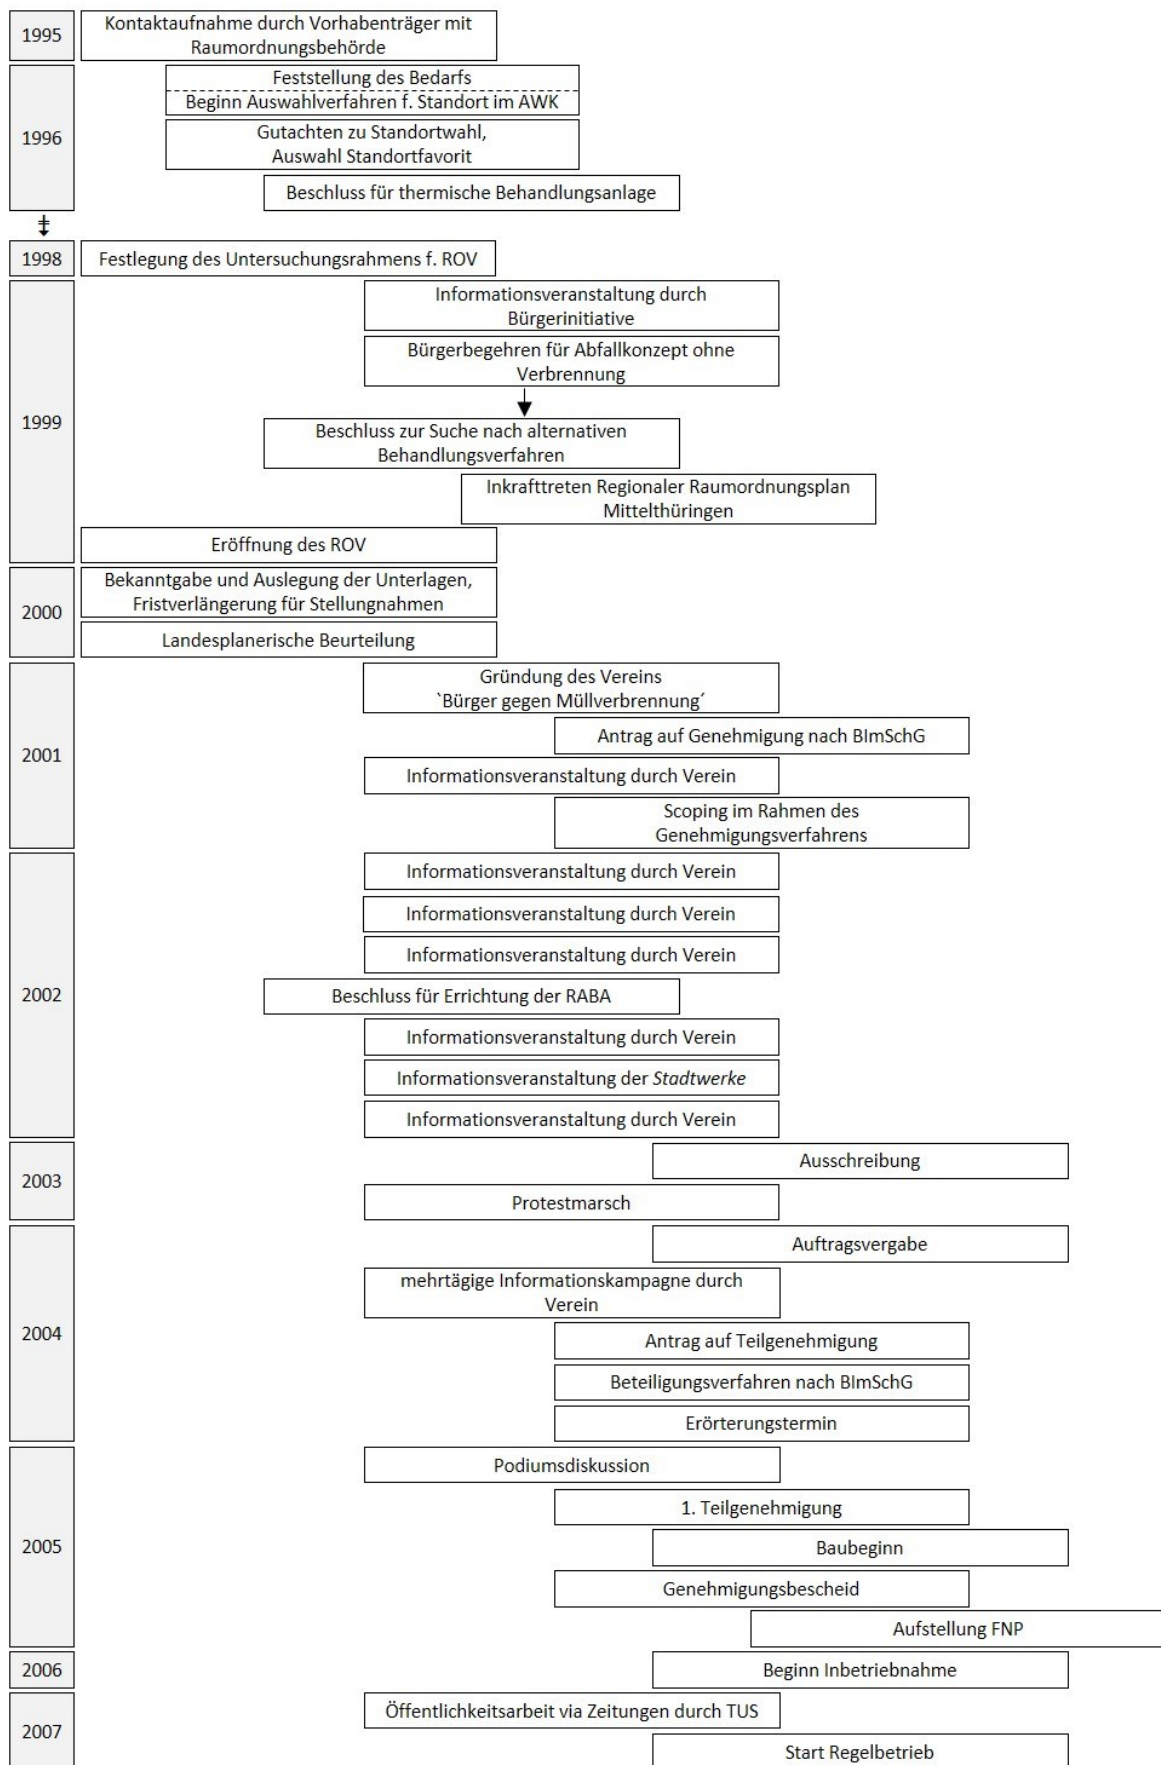 1995
Kontaktaufnahme durch Vorhabenträger mit
Raumordnungsbehörde
1996
Feststellung des Bedarfs
Beginn Auswahlverfahren f. Standort im AWK
Gutachten zu Standortwahl,
Auswahl Standortfavorit
Beschluss für thermische Behandlungsanlage
1998
Festlegung des Untersuchungsrahmens f. ROV
1999
Informationsveranstaltung durch
Bürgerinitiative
Bürgerbegehren für Abfallkonzept ohne
Verbrennung
Beschluss zur Suche nach alternativen
Behandlungsverfahren
Inkrafttreten Regionaler Raumordnungsplan
Mittelthüringen
Eröffnung des ROV
2000
Bekanntgabe und Auslegung der Unterlagen,
Fristverlängerung für Stellungnahmen
Landesplanerische Beurteilung
2001
Gründung des Vereins
`Bürger gegen Müllverbrennung´
Antrag auf Genehmigung nach BImSchG
Informationsveranstaltung durch Verein
Scoping im Rahmen des
Genehmigungsverfahrens
2002
Informationsveranstaltung durch Verein
Informationsveranstaltung durch Verein
Informationsveranstaltung durch Verein
Beschluss für Errichtung der RABA
Informationsveranstaltung durch Verein
Informationsveranstaltung der Stadtwerke
Informationsveranstaltung durch Verein
2003
Ausschreibung
Protestmarsch
2004
Auftragsvergabe
mehrtägige Informationskampagne durch
Verein
Antrag auf Teilgenehmigung
Beteiligungsverfahren nach BImSchG
Erörterungstermin
2005
Podiumsdiskussion
1. Teilgenehmigung
Baubeginn
Genehmigungsbescheid
Aufstellung FNP
2006
Beginn Inbetriebnahme
2007
Öffentlichkeitsarbeit via Zeitungen durch TUS
Start Regelbetrieb